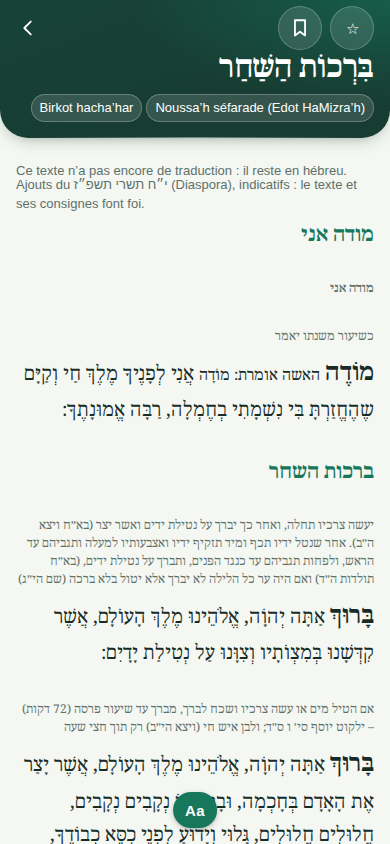 בִּרְכוֹת הַשַּׁחַר
Birkot hacha’har
Noussa’h séfarade (Edot HaMizra’h)
Ce texte n’a pas encore de traduction : il reste en hébreu.
Ajouts du י״ח תשרי תשפ״ז (Diaspora), indicatifs : le texte et
ses consignes font foi.
מודה אני
מודה אני
כשיעור משנתו יאמר
מוֹדֶה האשה אומרת: מוֹדָה אֲנִי לְפָנֶיךָ מֶלֶךְ חַי וְקַיָּם
שֶׁהֶחֱזַרְתָּ בִּי נִשְׁמָתִי בְחֶמְלָה, רַבָּה אֱמוּנָתֶךָ:
ברכות השחר
יעשה צרכיו תחלה, ואחר כך יברך על נטילת ידים ואשר יצר (בא״ח ויצא
ה״ב). אחר שנטל ידיו תכף ומיד תזקיף ידיו ואצבעותיו למעלה ותגביהם עד
הראש, ולפחות תגביהם עד כנגד הפנים, ותברך על נטילת ידים, (בא״ח
תולדות ה״ד) ואם היה ער כל הלילה לא יברך אלא יטול בלא ברכה (שם הי״ג)
בָּרוּךְ אַתָּה יְהוָה, אֱלֹהֵינוּ מֶלֶךְ הָעוֹלָם, אֲשֶׁר
קִדְּשָׁנוּ בְּמִצְוֹתָיו וְצִוָּנוּ עַל נְטִילַת יָדָיִם:
אם הטיל מים או עשה צרכיו ושכח לברך, מברך עד שיעור פרסה (72 דקות)
– ילקוט יוסף סי׳ ו ס״ד; ולבן איש חי (ויצא הי״ב) רק תוך חצי שעה
בָּרוּךְ אַתָּה יְהוָה, אֱלֹהֵינוּ מֶלֶךְ הָעוֹלָם, אֲשֶׁר יָצַר
אֶת הָאָדָם בְּחָכְמָה, נְקָבִים נְקָבִים,
Aa
חֲלוּלִים חֲלוּלִים, גָּלוּי וְיָדוּעַ לִפְנֵי כִסֵּא כְבוֹדֶךָ,